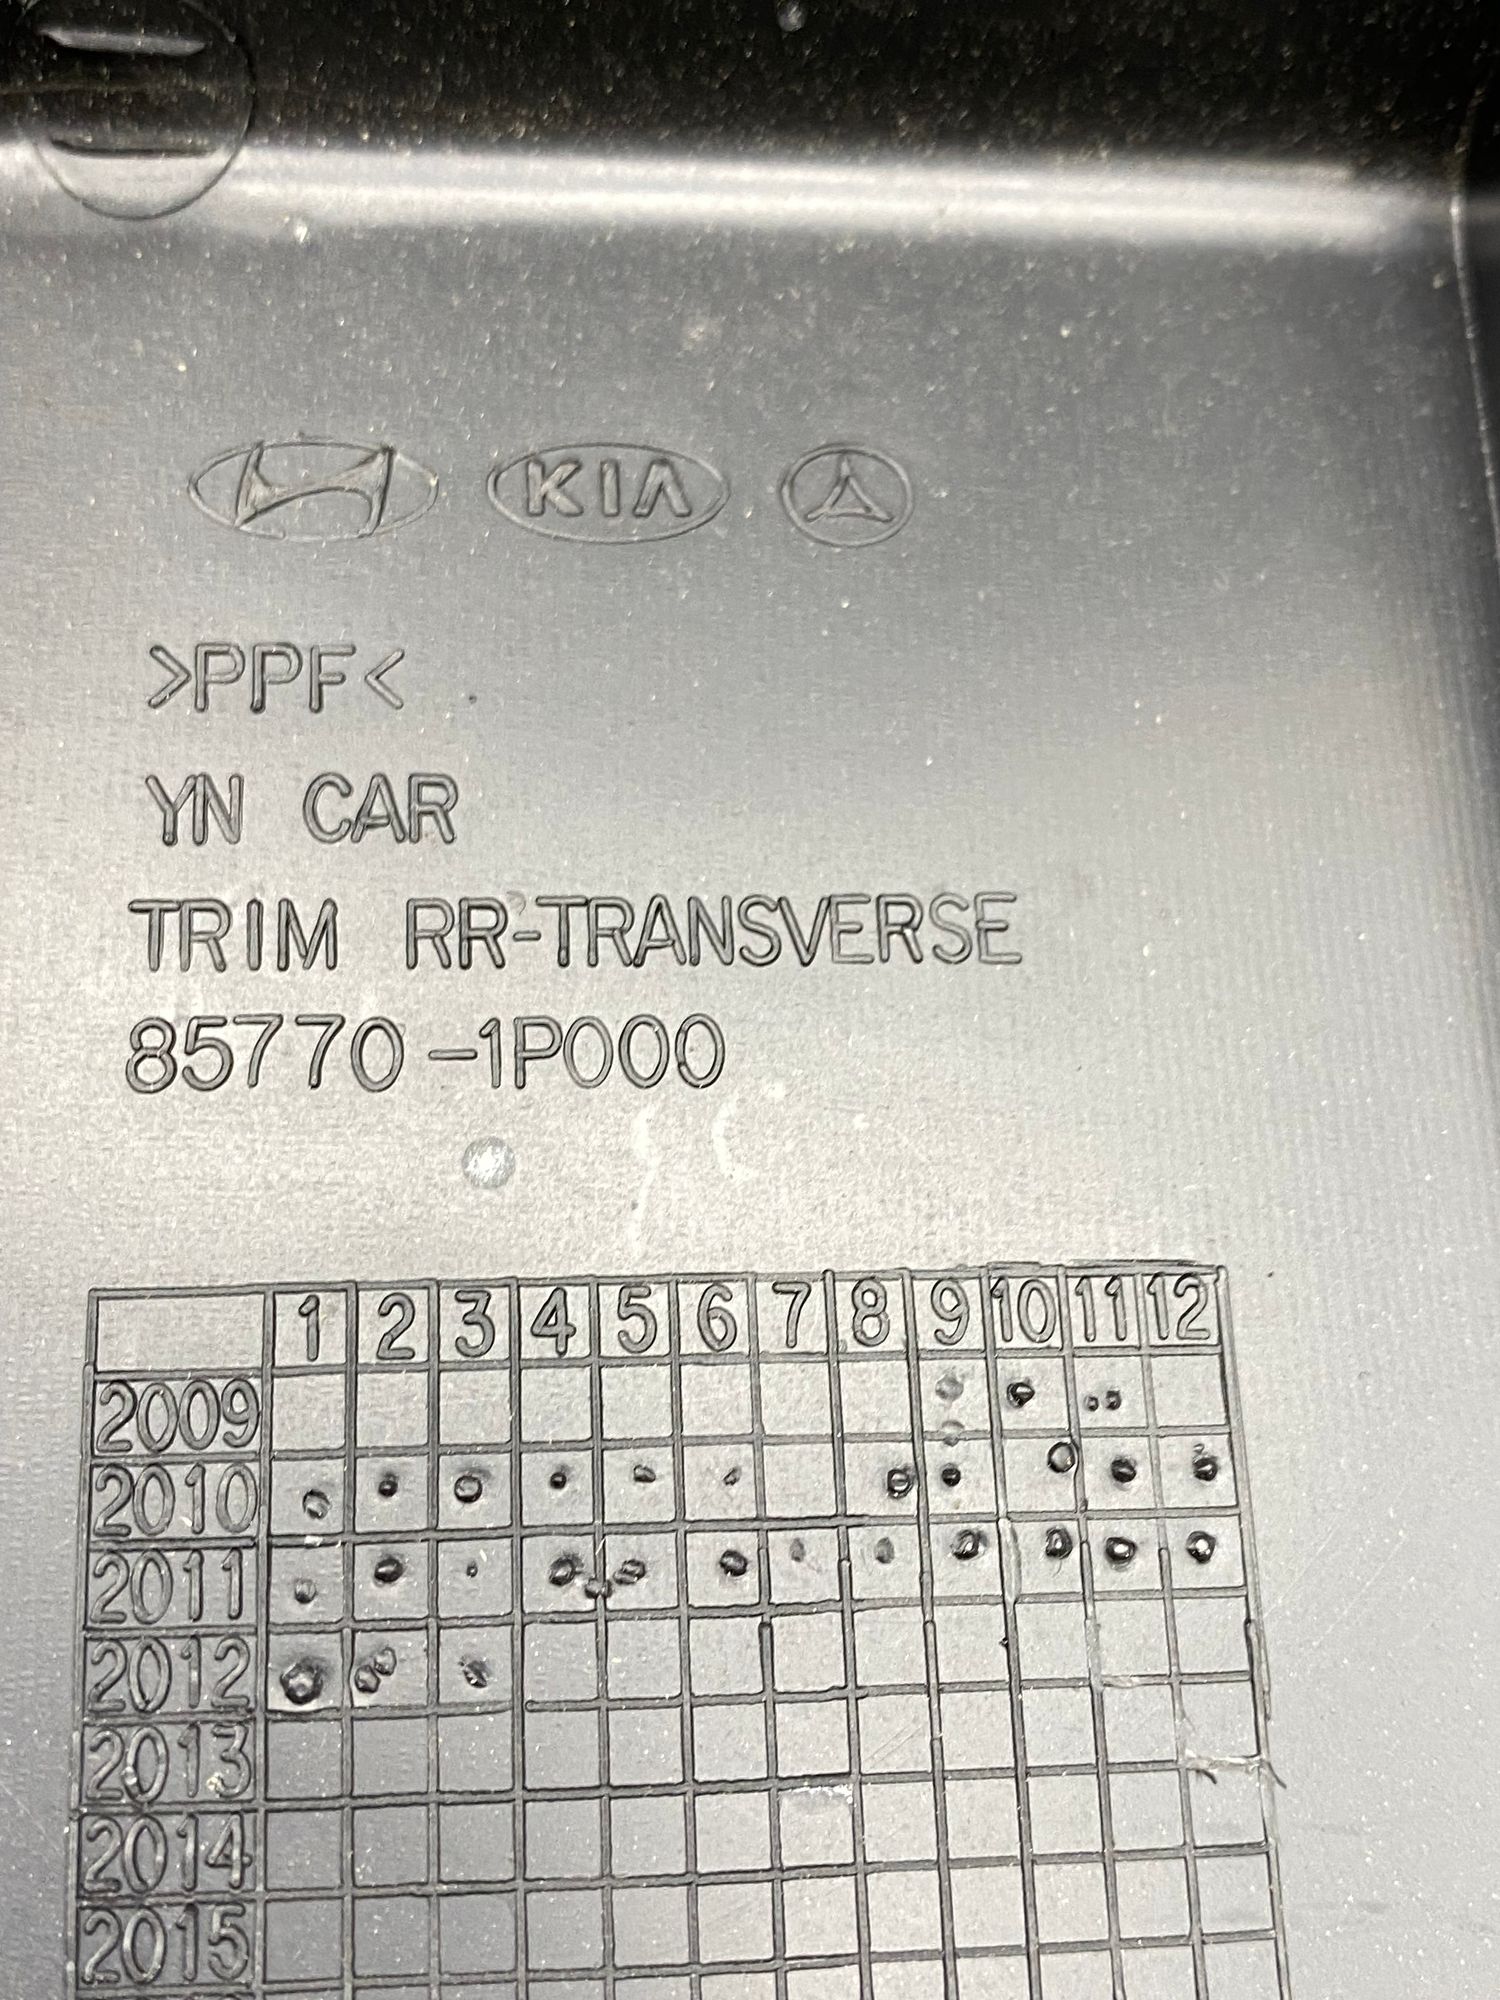 KIA
>PPF<
YN CAR
TRIM RR-TRANSVERSE
85770-1P000
1 2 3 4 5 6 7 8 9 10 11 12
2009
2010
2011
2012
2013
2014
2015